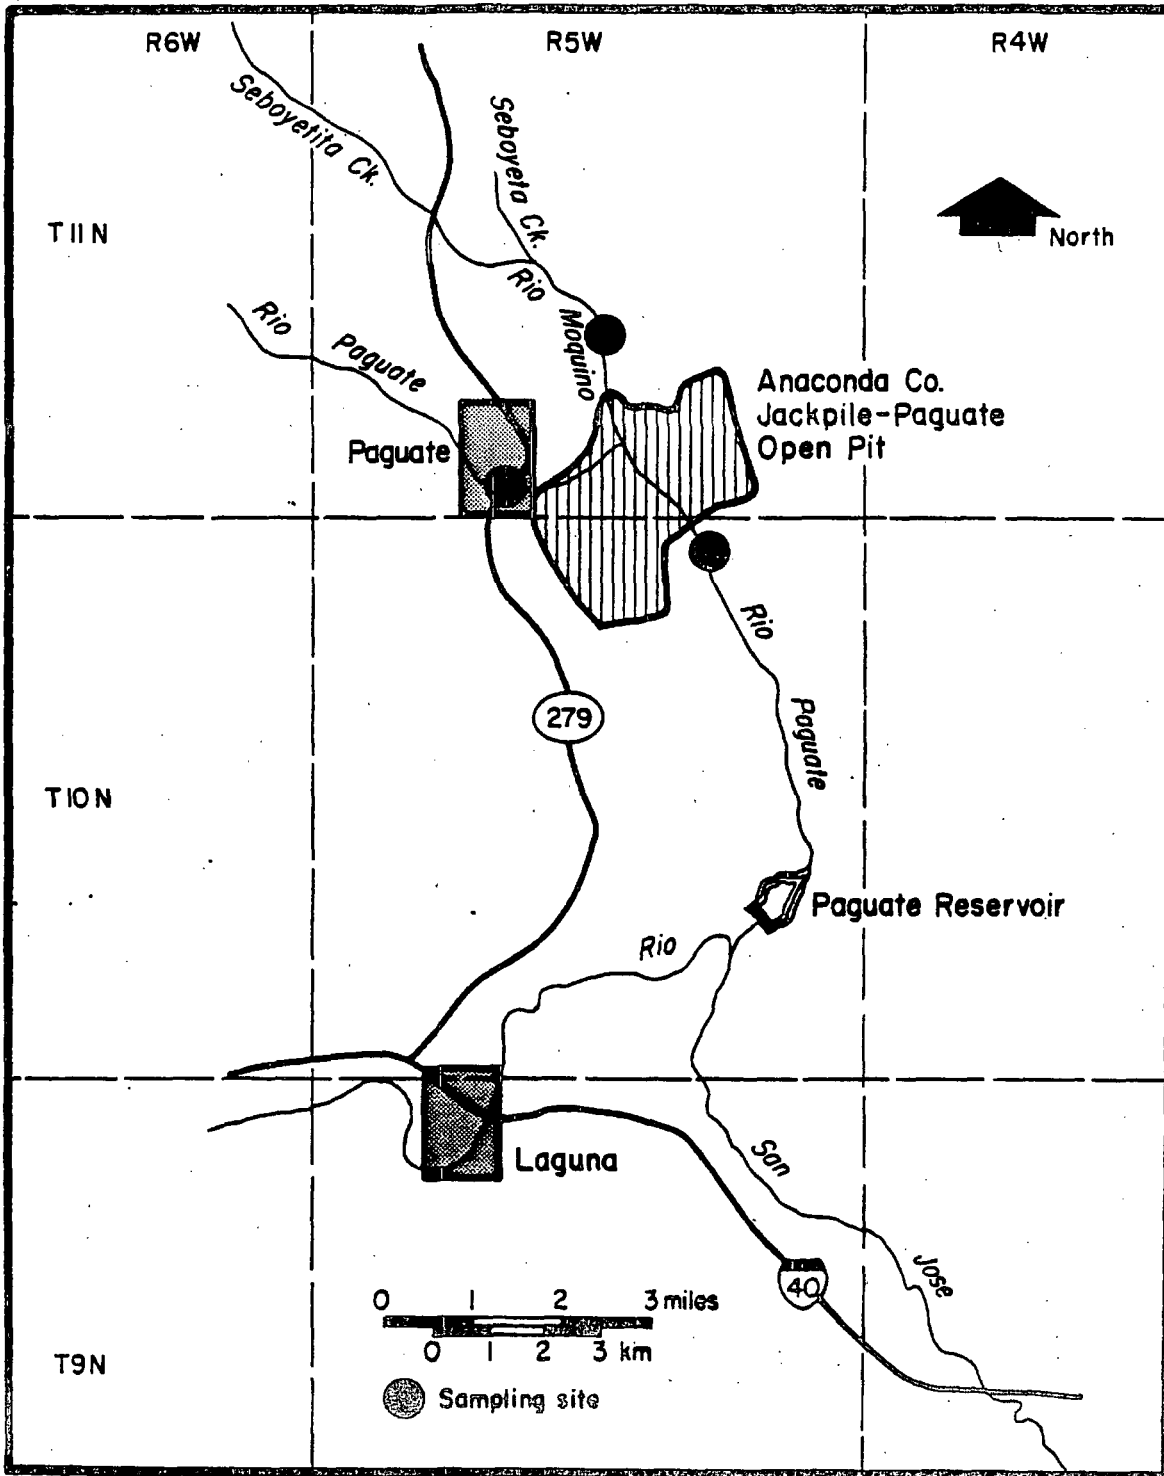 R6W
R5W
R4W
Seboyetita Ck.
Seboyeta Ck.
T11N
North
Rio
Moquino
Rio
Paguate
Anaconda Co.
Jackpile-Paguate
Open Pit
Paguate
Rio
Paguate
279
T10N
Paguate Reservoir
Rio
San
Jose
Laguna
40
0 1 2 3 miles
0 1 2 3 km
T9N
Sampling site